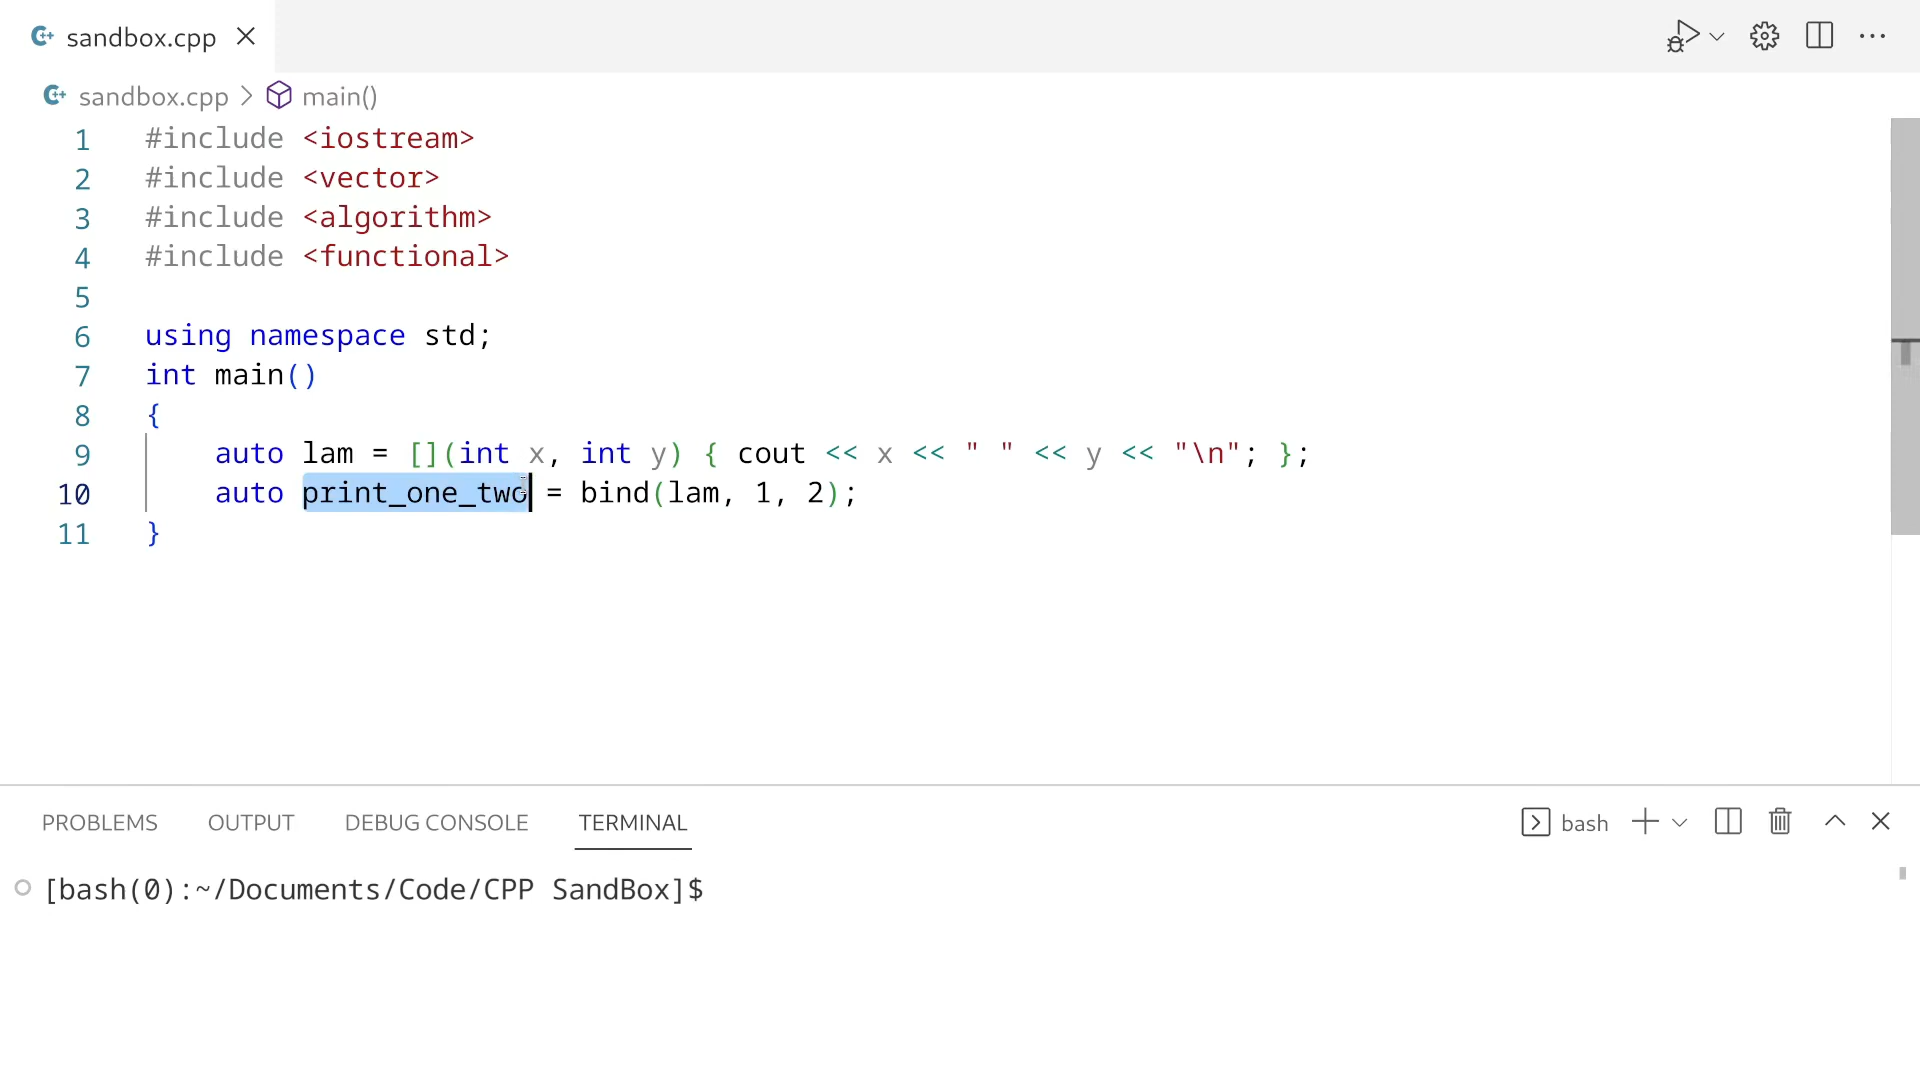 sandbox.cpp
sandbox.cpp > main()
1 #include <iostream>
2 #include <vector>
3 #include <algorithm>
4 #include <functional>
5
6 using namespace std;
7 int main()
8 {
9 auto lam = [](int x, int y) { cout << x << " " << y << "\n"; };
10 auto print_one_two = bind(lam, 1, 2);
11 }
PROBLEMS OUTPUT DEBUG CONSOLE TERMINAL bash
[bash(0):~/Documents/Code/CPP SandBox]$